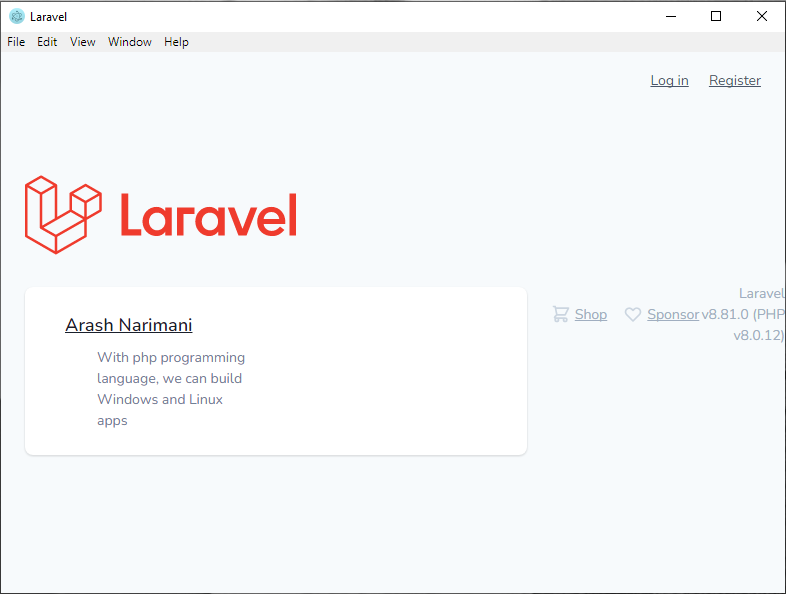 Laravel
File Edit View Window Help
Log in Register
Laravel
Arash Narimani
With php programming
language, we can build
Windows and Linux
apps
Shop Sponsor
Laravel
v8.81.0 (PHP
v8.0.12)